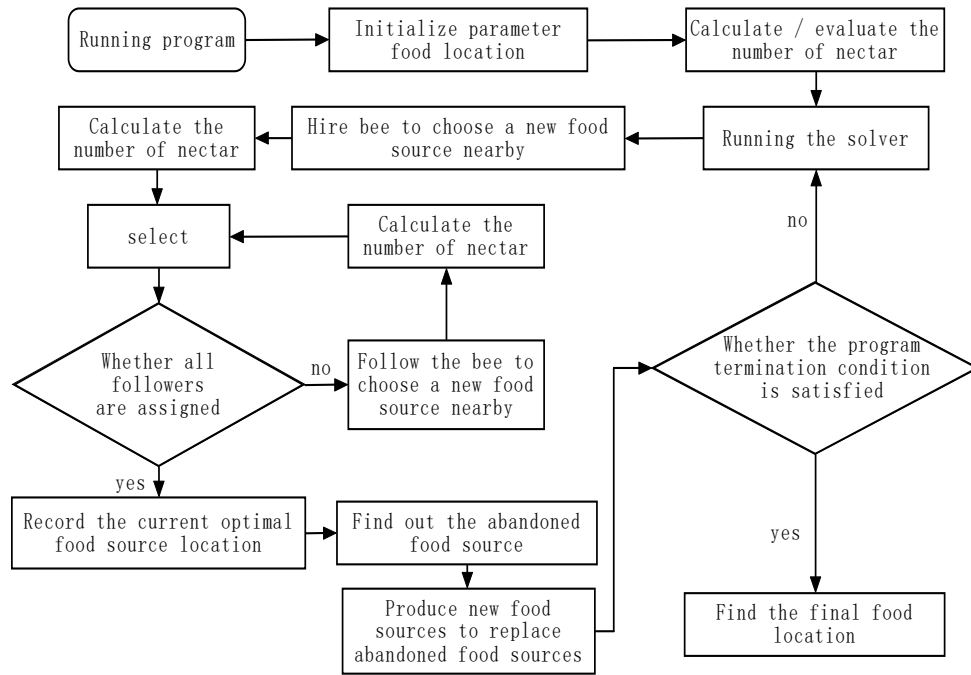 Running program
Initialize parameter
food location
Calculate / evaluate the
number of nectar
Calculate the
number of nectar
Hire bee to choose a new food
source nearby
Running the solver
select
Calculate the
number of nectar
no
Whether all
followers
are assigned
no
Follow the bee to
choose a new food
source nearby
Whether the program
termination condition
is satisfied
yes
Record the current optimal
food source location
Find out the abandoned
food source
yes
Produce new food
sources to replace
abandoned food sources
Find the final food
location